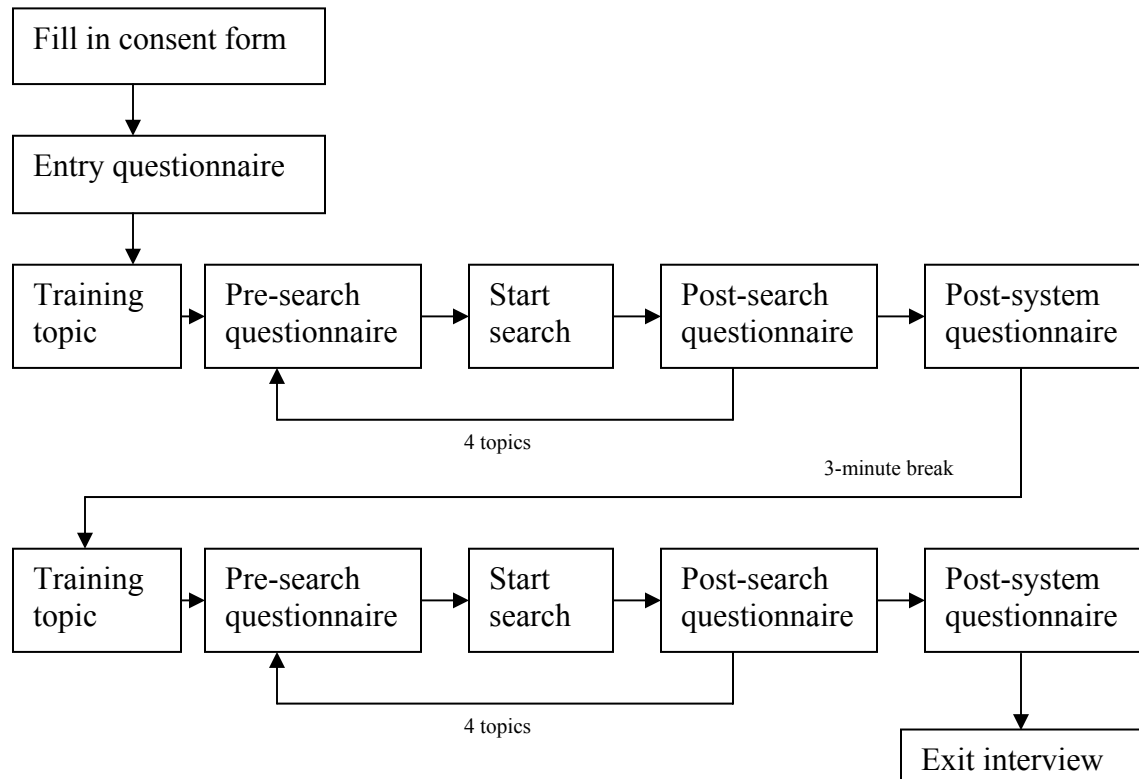 Fill in consent form
Entry questionnaire
Training
topic
Pre-search
questionnaire
Start
search
Post-search
questionnaire
Post-system
questionnaire
4 topics
3-minute break
Training
topic
Pre-search
questionnaire
Start
search
Post-search
questionnaire
Post-system
questionnaire
4 topics
Exit interview